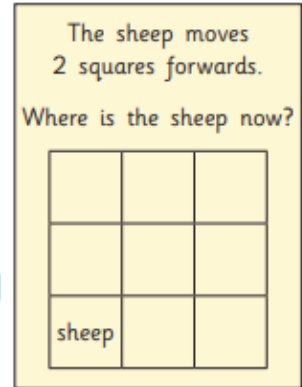 The sheep moves
2 squares forwards.
Where is the sheep now?
sheep